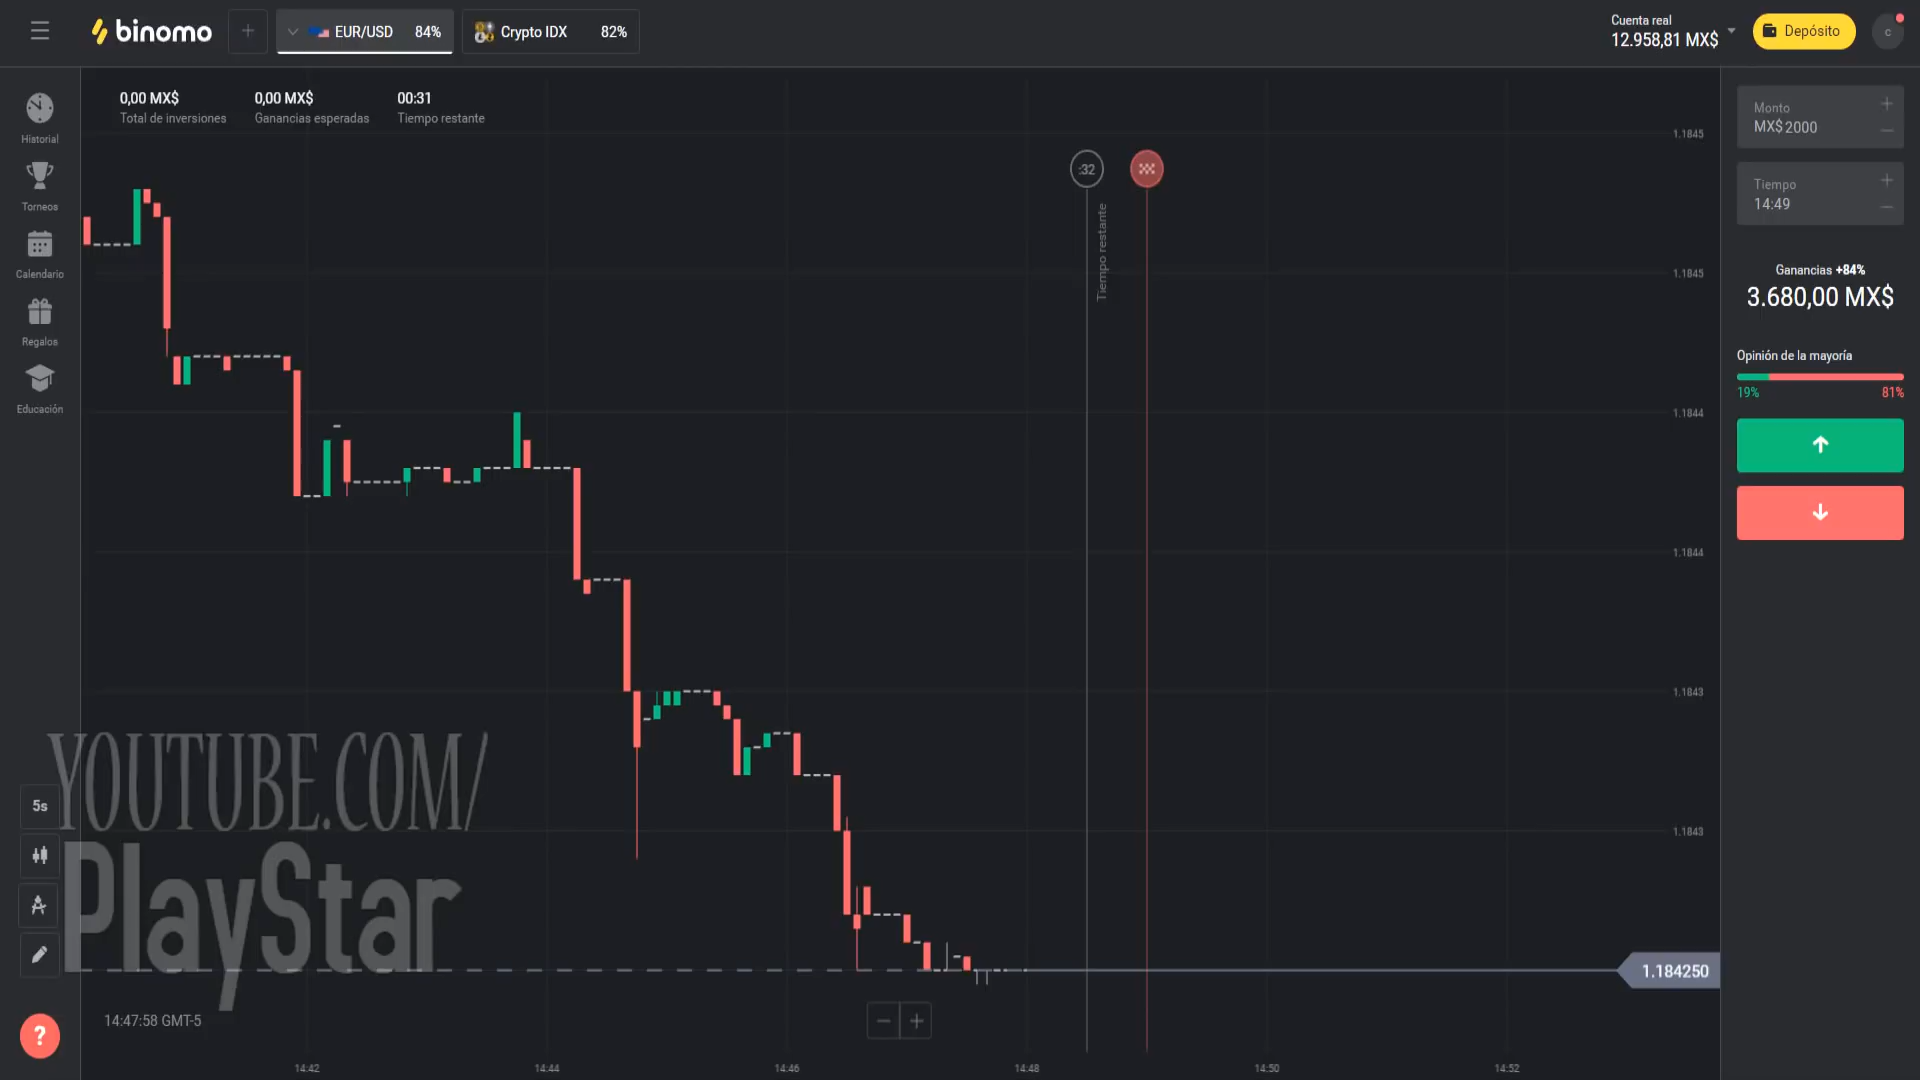 binomo
EUR/USD 84%
Crypto IDX 82%
Cuenta real
12.958,81 MX$
Depósito
c
0,00 MX$
Total de inversiones
0,00 MX$
Ganancias esperadas
00:31
Tiempo restante
Historial
Torneos
Calendario
Regalos
Educación
:32
Tiempo restante
1.1845
1.1845
1.1844
1.1844
1.1843
1.1843
1.184250
Monto
MX$ 2000
Tiempo
14:49
Ganancias +84%
3.680,00 MX$
Opinión de la mayoría
19% 81%
YOUTUBE.COM/
PlayStar
5s
?
14:47:58 GMT-5
14:42 14:44 14:46 14:48 14:50 14:52